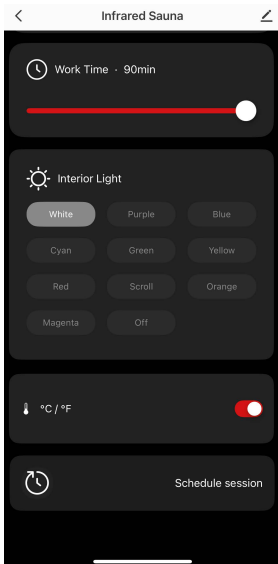 Infrared Sauna
Work Time · 90min
Interior Light
White Purple Blue
Cyan Green Yellow
Red Scroll Orange
Magenta Off
°C / °F
Schedule session